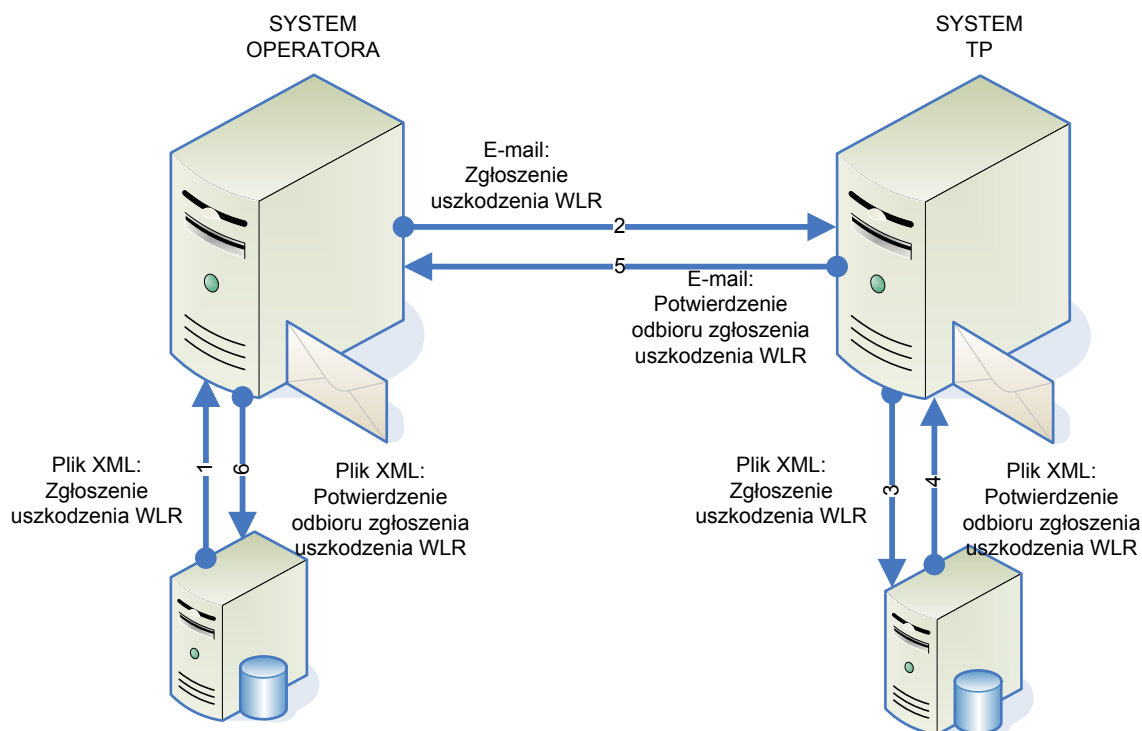 SYSTEM
OPERATORA
SYSTEM
TP
E-mail:
Zgłoszenie
uszkodzenia WLR
2
5
E-mail:
Potwierdzenie
odbioru zgłoszenia
uszkodzenia WLR
Plik XML:
Zgłoszenie
uszkodzenia WLR
1
6
Plik XML:
Potwierdzenie
odbioru zgłoszenia
uszkodzenia WLR
Plik XML:
Zgłoszenie
uszkodzenia WLR
3
4
Plik XML:
Potwierdzenie
odbioru zgłoszenia
uszkodzenia WLR